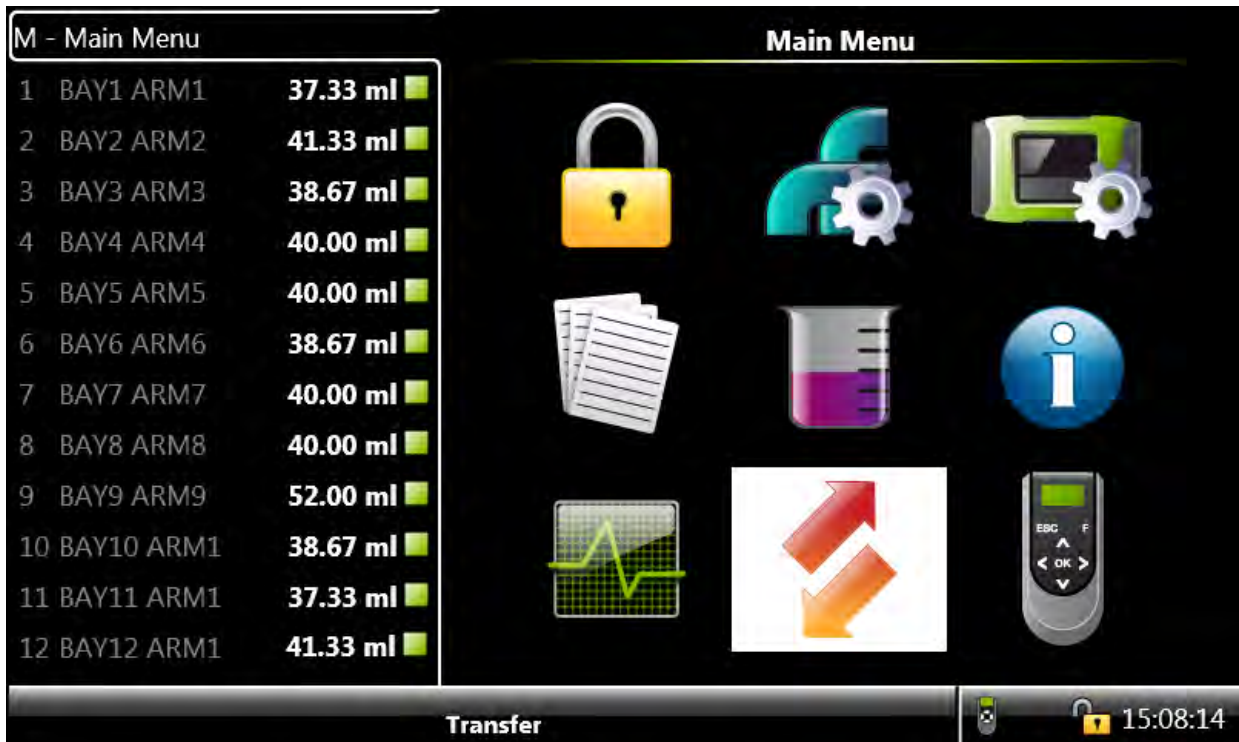 M - Main Menu
Main Menu
1 BAY1 ARM1 37.33 ml
2 BAY2 ARM2 41.33 ml
3 BAY3 ARM3 38.67 ml
4 BAY4 ARM4 40.00 ml
5 BAY5 ARM5 40.00 ml
6 BAY6 ARM6 38.67 ml
7 BAY7 ARM7 40.00 ml
8 BAY8 ARM8 40.00 ml
9 BAY9 ARM9 52.00 ml
10 BAY10 ARM1 38.67 ml
11 BAY11 ARM1 37.33 ml
12 BAY12 ARM1 41.33 ml
ESC F
OK
Transfer
15:08:14